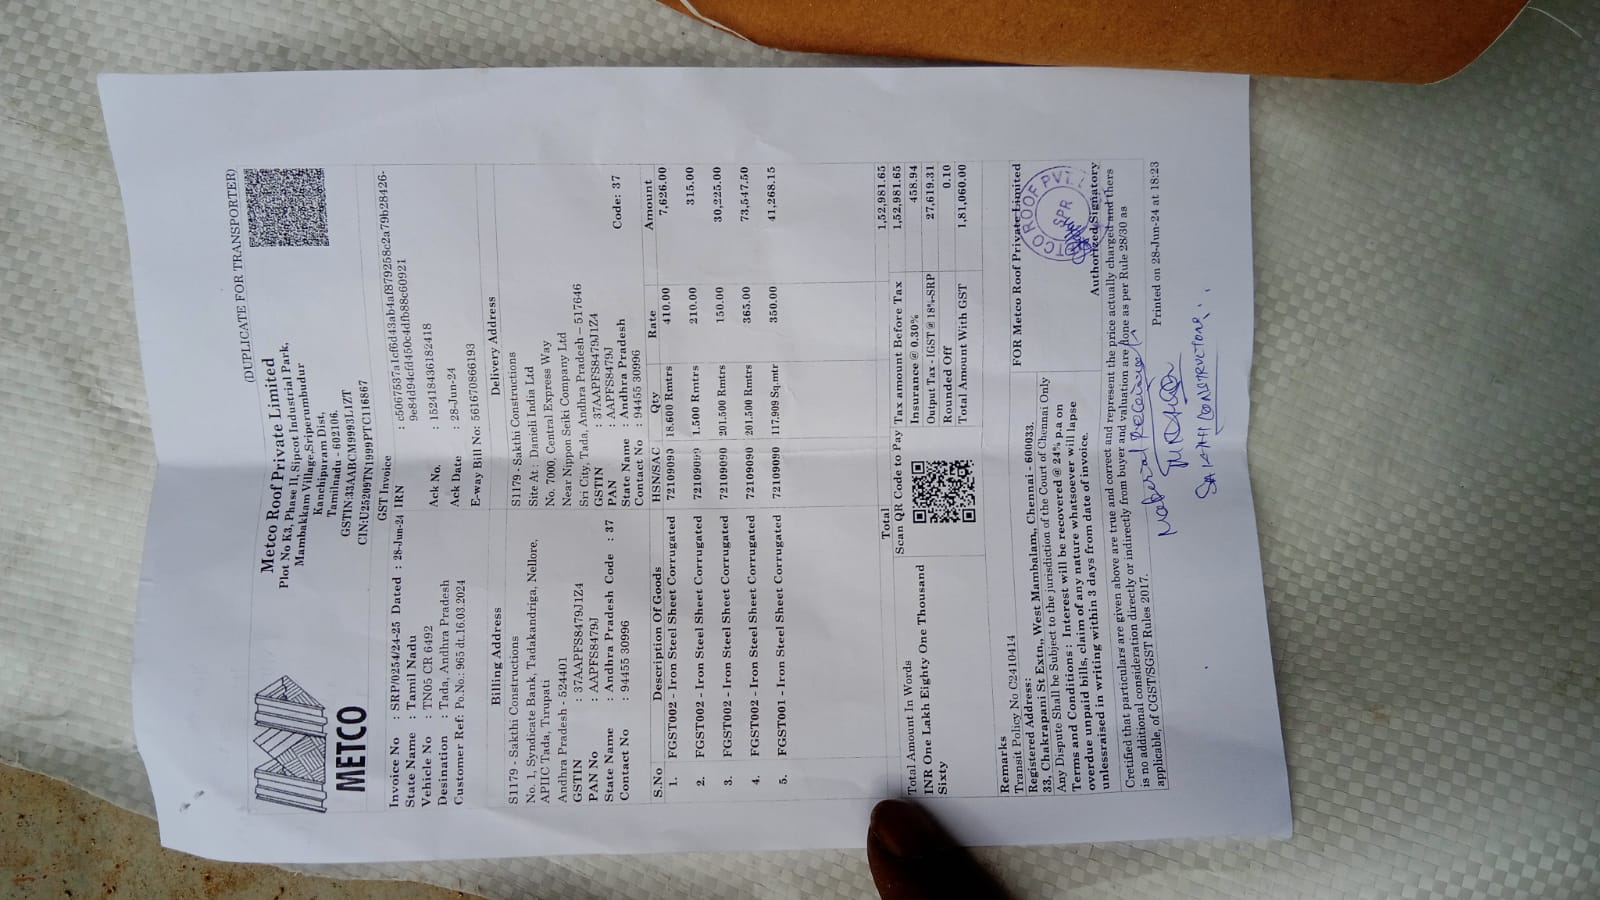 (DUPLICATE FOR TRANSPORTER)
METCO
Metco Roof Private Limited
Plot No K3, Phase II, Sipcot Industrial Park,
Mambakkam Village,Sriperumbudur
Kanchipuram Dist,
Tamilnadu - 602106.
GSTIN:33AABCM9993L1ZT
CIN:U25209TN1999PTC116867
GST Invoice
Invoice No : SRP/0254/24-25 Dated : 28-Jun-24
State Name : Tamil Nadu
Vehicle No : TN05 CR 6492
Desination : Tada, Andhra Pradesh
Customer Ref: Po.No.: 965 dt.16.03.2024
IRN : c5067537a1cf6d43ab4af879258c2a79b28426-
9e84d94cfd450e4dfb88c60921
Ack No. : 152418436182418
Ack Date : 28-Jun-24
E-way Bill No: 561670866193
Billing Address
S1179 - Sakthi Constructions
No. 1, Syndicate Bank, Tadakandriga, Nellore,
APIIC Tada, Tirupati
Andhra Pradesh - 524401
GSTIN : 37AAPFS8479J1Z4
PAN No : AAPFS8479J
State Name : Andhra Pradesh Code : 37
Contact No : 94455 30996
Delivery Address
S1179 - Sakthi Constructions
Site At : Danieli India Ltd
No. 7000, Central Express Way
Near Nippon Seiki Company Ltd
Sri City, Tada, Andhra Pradesh – 517646
GSTIN : 37AAPFS8479J1Z4
PAN : AAPFS8479J
State Name : Andhra Pradesh Code: 37
Contact No : 94455 30996
S.No Description Of Goods HSN/SAC Qty Rate Amount
1. FGST002 - Iron Steel Sheet Corrugated 72109090 18.600 Rmtrs 410.00 7,626.00
2. FGST002 - Iron Steel Sheet Corrugated 72109090 1.500 Rmtrs 210.00 315.00
3. FGST002 - Iron Steel Sheet Corrugated 72109090 201.500 Rmtrs 150.00 30,225.00
4. FGST002 - Iron Steel Sheet Corrugated 72109090 201.500 Rmtrs 365.00 73,547.50
5. FGST001 - Iron Steel Sheet Corrugated 72109090 117.909 Sq.mtr 350.00 41,268.15
Total 1,52,981.65
Total Amount In Words
INR One Lakh Eighty One Thousand
Sixty
Scan QR Code to Pay
Tax amount Before Tax 1,52,981.65
Insurance @ 0.30% 458.94
Output Tax - IGST @ 18%-SRP 27,619.31
Rounded Off 0.10
Total Amount With GST 1,81,060.00
Remarks
Transit Policy No C2410414
Registered Address:
33, Chakrapani St Extn,, West Mambalam,, Chennai - 600033.
Any Dispute Shall be Subject to the jurisdiction of the Court of Chennai Only
Terms and Conditions : Interest will be recovered @ 24% p.a on
overdue unpaid bills, claim of any nature whatsoever will lapse
unlessraised in writing within 3 days from date of invoice.
FOR Metco Roof Private Limited
SPR
Authorized Signatory
Cretified that particulars are given above are true and correct and represent the price actually charged and thers
is no additional consideration directly or indirectly from buyer and valuation are done as per Rule 28/30 as
applicable, of CGST/SGST Rules 2017.
Printed on 28-Jun-24 at 18:23
Material Received
SAKTHI CONSTRUCTIONS